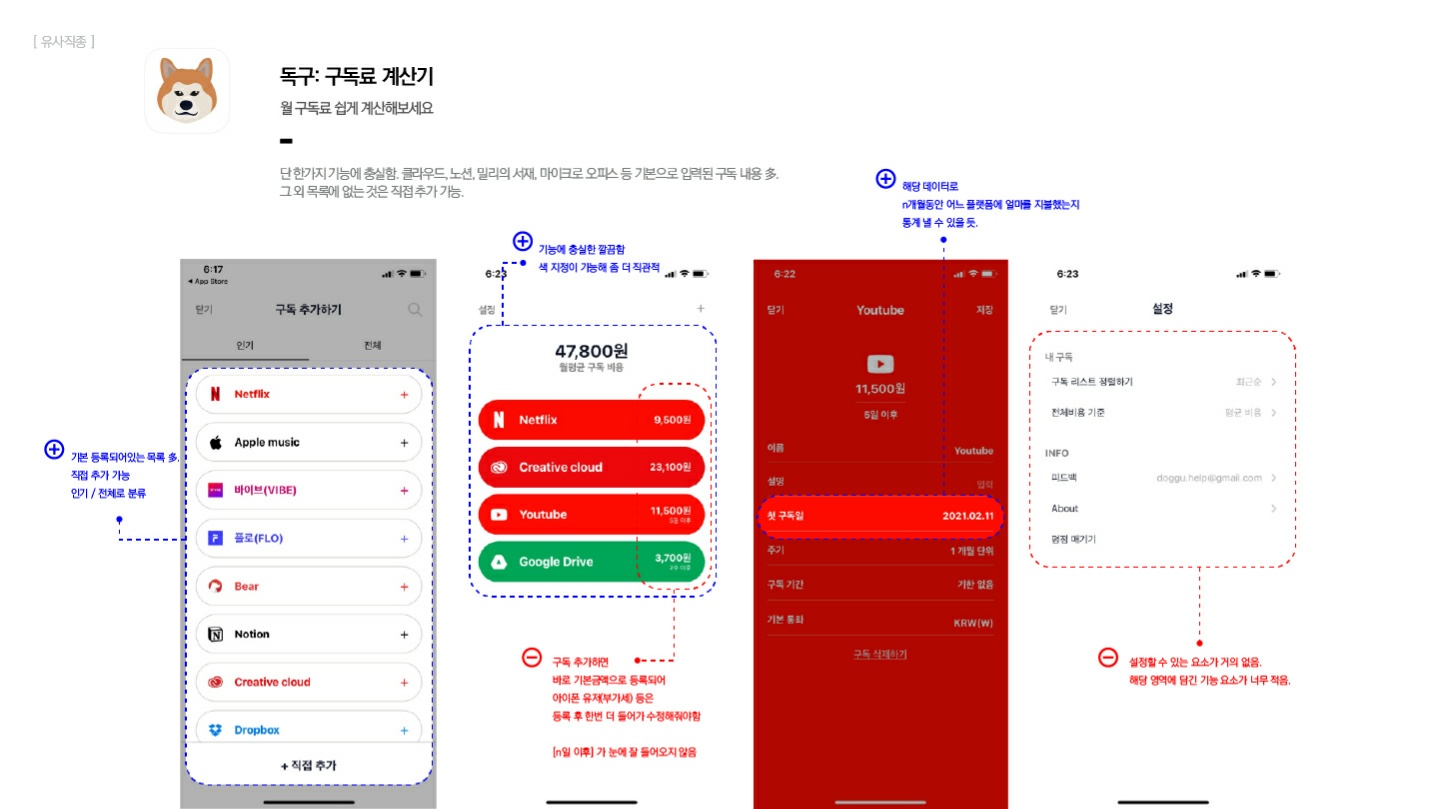 [ 유사직종 ]
독구: 구독료 계산기
월 구독료 쉽게 계산해보세요
단 한가지 기능에 충실함. 클라우드, 노션, 밀리의 서재, 마이크로 오피스 등 기본으로 입력된 구독 내용 多.
그 외 목록에 없는 것은 직접 추가 가능.
해당 데이터로
n개월동안 어느 플랫폼에 얼마를 지불했는지
통계 낼 수 있을 듯.
기능에 충실한 깔끔함
색 지정이 가능해 좀 더 직관적
기본 등록되어있는 목록 多.
직접 추가 가능
인기 / 전체로 분류
6:17
App Store
닫기
구독 추가하기
인기
전체
Netflix +
Apple music +
바이브(VIBE) +
플로(FLO) +
Bear +
Notion +
Creative cloud +
Dropbox +
+ 직접 추가
6:23
설정
+
47,800원
월평균 구독 비용
Netflix 9,500원
Creative cloud 23,100원
Youtube 11,500원
5일 이후
Google Drive 3,700원
구독 추가하면
바로 기본금액으로 등록되어
아이폰 유저(부가세) 등은
등록 후 한번 더 들어가 수정해줘야함
[n일 이후] 가 눈에 잘 들어오지 않음
6:22
닫기
Youtube
저장
11,500원
5일 이후
이름 Youtube
설명 입력
첫 구독일 2021.02.11
주기 1 개월 단위
구독 기간 기한 없음
기본 통화 KRW(₩)
구독 삭제하기
6:23
닫기
설정
내 구독
구독 리스트 정렬하기 최근순
전체비용 기준 평균 비용
INFO
피드백 doggu.help@gmail.com
About
평점 매기기
설정할 수 있는 요소가 거의 없음.
해당 영역에 담긴 기능 요소가 너무 적음.